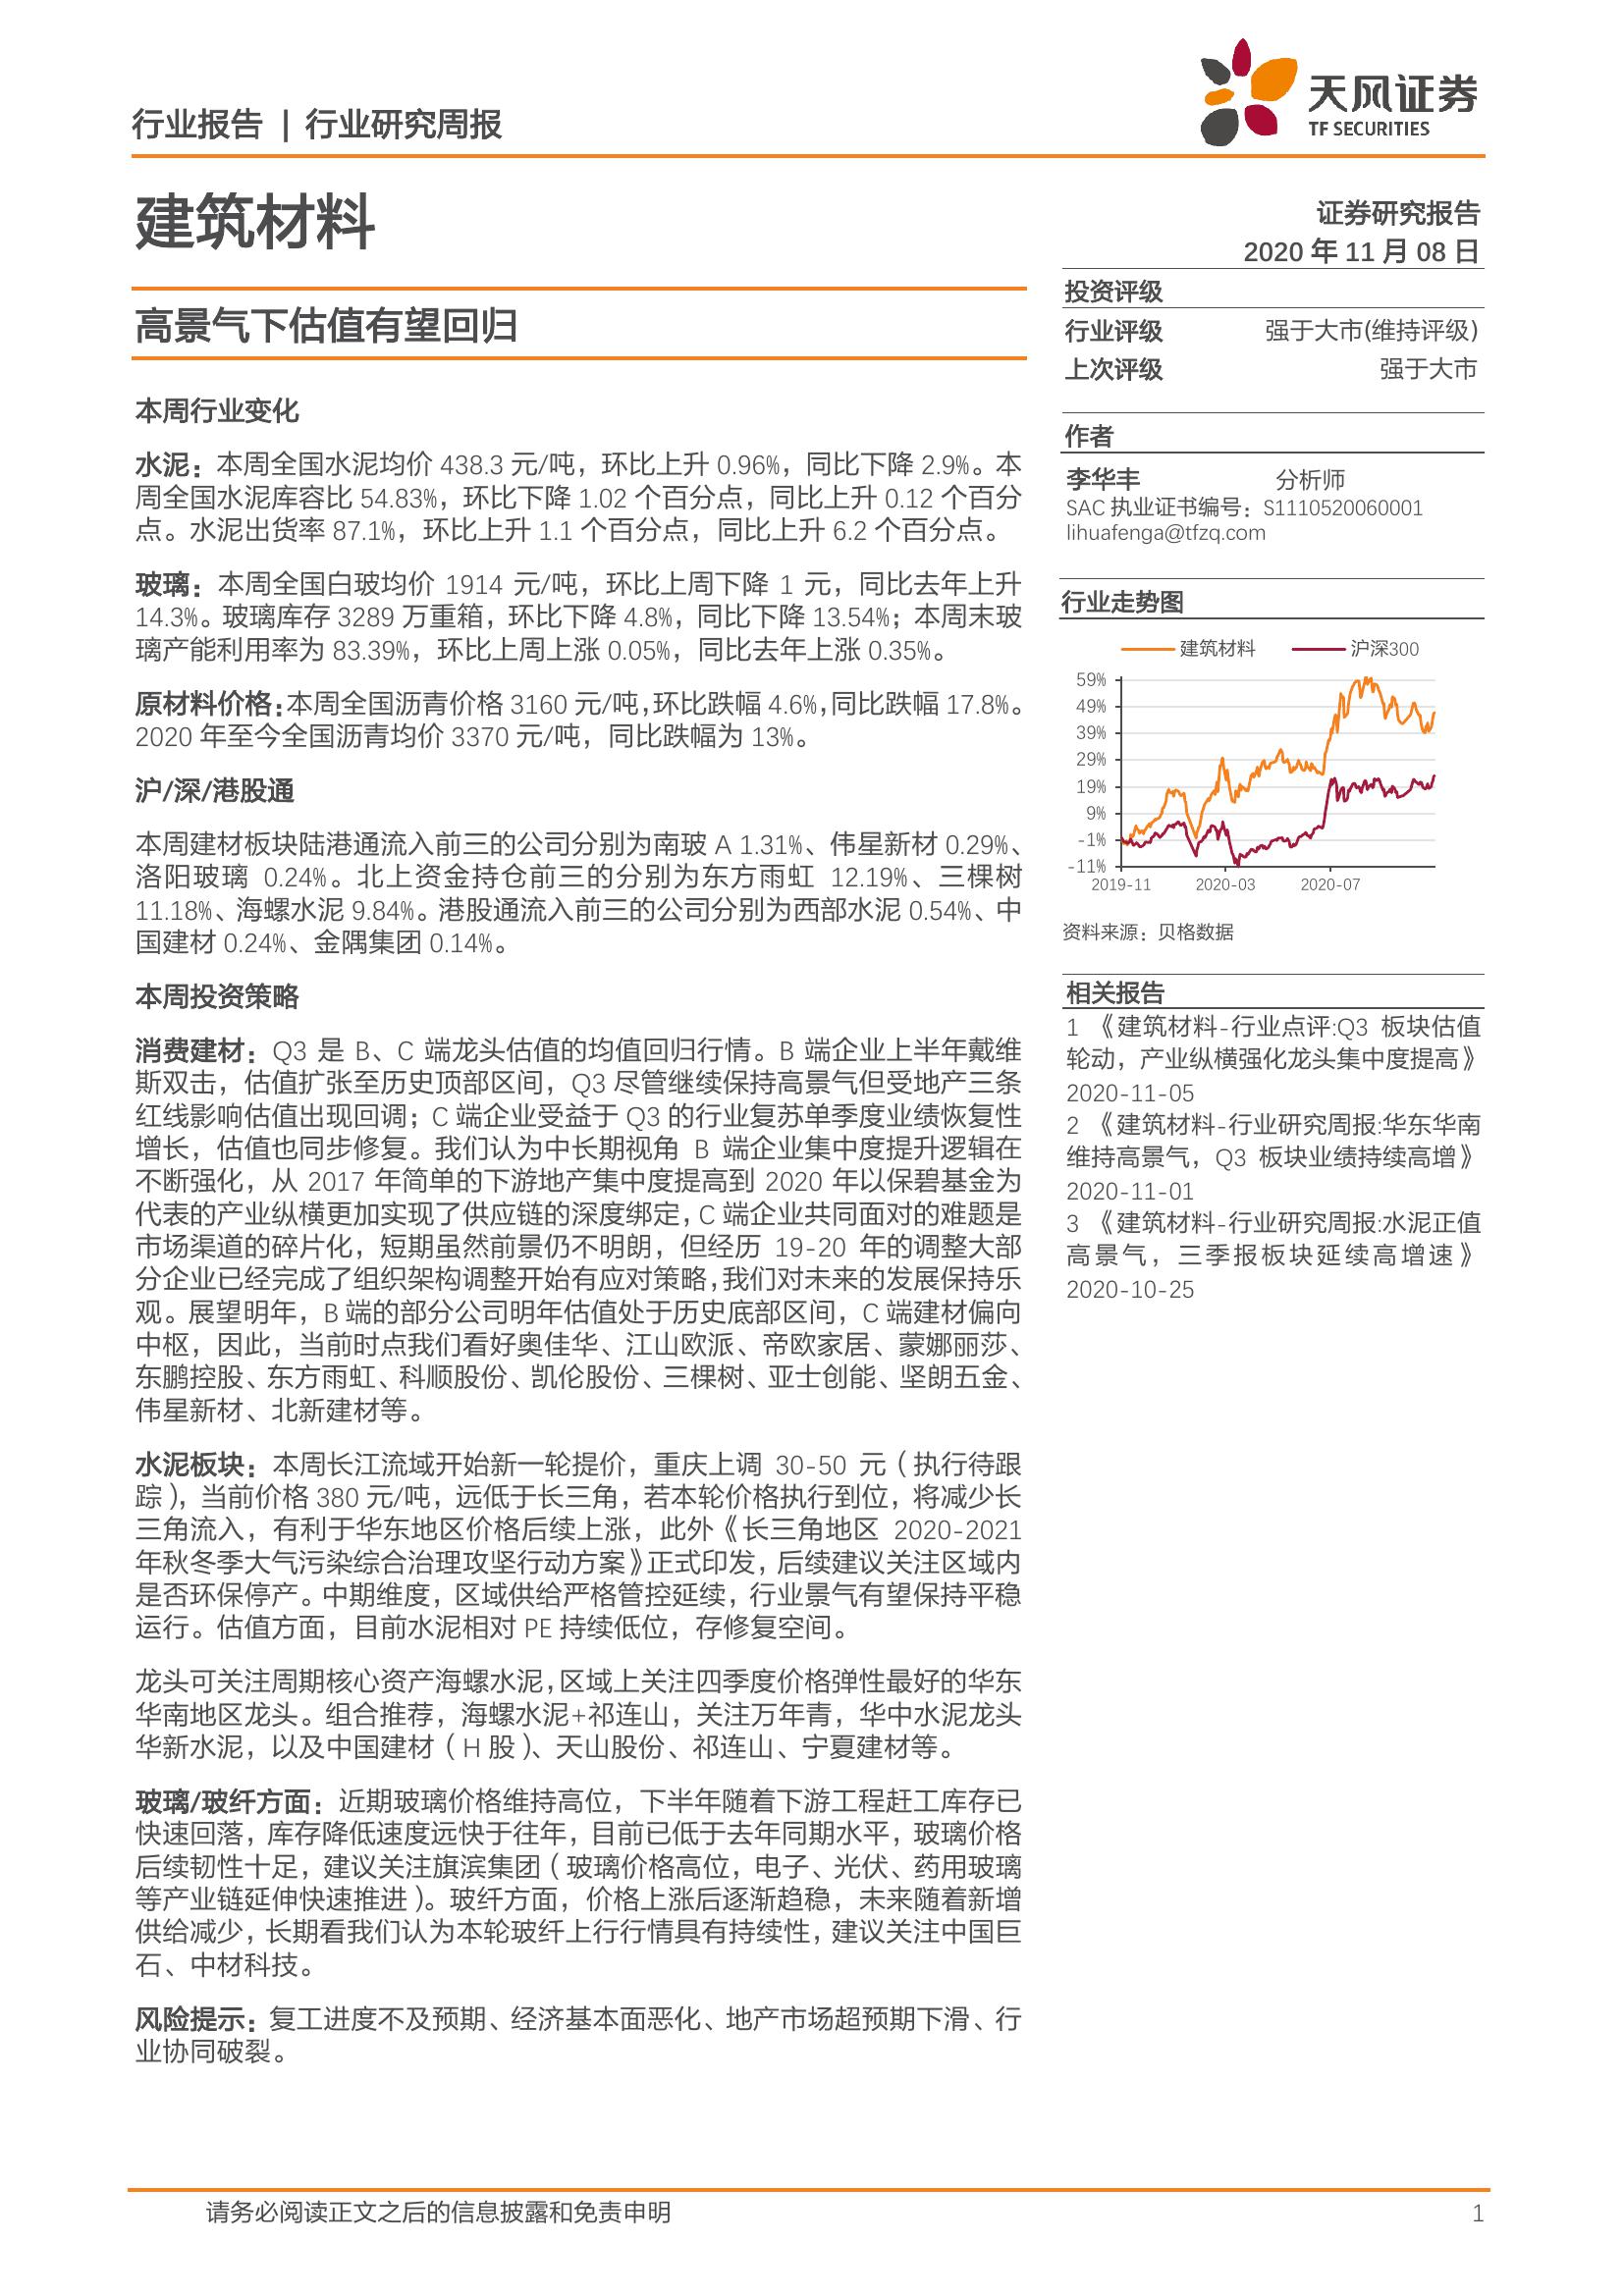 行业报告 | 行业研究周报
天风证券
TF SECURITIES
建筑材料
证券研究报告
2020 年 11 月 08 日
高景气下估值有望回归
本周行业变化
水泥：本周全国水泥均价 438.3 元/吨，环比上升 0.96%，同比下降 2.9%。本
周全国水泥库容比 54.83%，环比下降 1.02 个百分点，同比上升 0.12 个百分
点。水泥出货率 87.1%，环比上升 1.1 个百分点，同比上升 6.2 个百分点。
玻璃：本周全国白玻均价 1914 元/吨，环比上周下降 1 元，同比去年上升
14.3%。玻璃库存 3289 万重箱，环比下降 4.8%，同比下降 13.54%；本周末玻
璃产能利用率为 83.39%，环比上周上涨 0.05%，同比去年上涨 0.35%。
原材料价格：本周全国沥青价格 3160 元/吨，环比跌幅 4.6%，同比跌幅 17.8%。
2020 年至今全国沥青均价 3370 元/吨，同比跌幅为 13%。
沪/深/港股通
本周建材板块陆港通流入前三的公司分别为南玻 A 1.31%、伟星新材 0.29%、
洛阳玻璃 0.24%。北上资金持仓前三的分别为东方雨虹 12.19%、三棵树
11.18%、海螺水泥 9.84%。港股通流入前三的公司分别为西部水泥 0.54%、中
国建材 0.24%、金隅集团 0.14%。
本周投资策略
消费建材：Q3 是 B、C 端龙头估值的均值回归行情。B 端企业上半年戴维
斯双击，估值扩张至历史顶部区间，Q3 尽管继续保持高景气但受地产三条
红线影响估值出现回调；C 端企业受益于 Q3 的行业复苏单季度业绩恢复性
增长，估值也同步修复。我们认为中长期视角 B 端企业集中度提升逻辑在
不断强化，从 2017 年简单的下游地产集中度提高到 2020 年以保碧基金为
代表的产业纵横更加实现了供应链的深度绑定，C 端企业共同面对的难题是
市场渠道的碎片化，短期虽然前景仍不明朗，但经历 19-20 年的调整大部
分企业已经完成了组织架构调整开始有应对策略，我们对未来的发展保持乐
观。展望明年，B 端的部分公司明年估值处于历史底部区间，C 端建材偏向
中枢，因此，当前时点我们看好奥佳华、江山欧派、帝欧家居、蒙娜丽莎、
东鹏控股、东方雨虹、科顺股份、凯伦股份、三棵树、亚士创能、坚朗五金、
伟星新材、北新建材等。
水泥板块：本周长江流域开始新一轮提价，重庆上调 30-50 元（执行待跟
踪），当前价格 380 元/吨，远低于长三角，若本轮价格执行到位，将减少长
三角流入，有利于华东地区价格后续上涨，此外《长三角地区 2020-2021
年秋冬季大气污染综合治理攻坚行动方案》正式印发，后续建议关注区域内
是否环保停产。中期维度，区域供给严格管控延续，行业景气有望保持平稳
运行。估值方面，目前水泥相对 PE 持续低位，存修复空间。
龙头可关注周期核心资产海螺水泥，区域上关注四季度价格弹性最好的华东
华南地区龙头。组合推荐，海螺水泥+祁连山，关注万年青，华中水泥龙头
华新水泥，以及中国建材（H 股）、天山股份、祁连山、宁夏建材等。
玻璃/玻纤方面：近期玻璃价格维持高位，下半年随着下游工程赶工库存已
快速回落，库存降低速度远快于往年，目前已低于去年同期水平，玻璃价格
后续韧性十足，建议关注旗滨集团（玻璃价格高位，电子、光伏、药用玻璃
等产业链延伸快速推进）。玻纤方面，价格上涨后逐渐趋稳，未来随着新增
供给减少，长期看我们认为本轮玻纤上行行情具有持续性，建议关注中国巨
石、中材科技。
风险提示：复工进度不及预期、经济基本面恶化、地产市场超预期下滑、行
业协同破裂。
投资评级
行业评级 强于大市(维持评级)
上次评级 强于大市
作者
李华丰 分析师
SAC 执业证书编号：S1110520060001
lihuafenga@tfzq.com
行业走势图
建筑材料 沪深300
59%
49%
39%
29%
19%
9%
-1%
-11%
2019-11 2020-03 2020-07
资料来源：贝格数据
相关报告
1 《建筑材料-行业点评:Q3 板块估值
轮动，产业纵横强化龙头集中度提高》
2020-11-05
2 《建筑材料-行业研究周报:华东华南
维持高景气，Q3 板块业绩持续高增》
2020-11-01
3 《建筑材料-行业研究周报:水泥正值
高景气，三季报板块延续高增速》
2020-10-25
请务必阅读正文之后的信息披露和免责申明 1